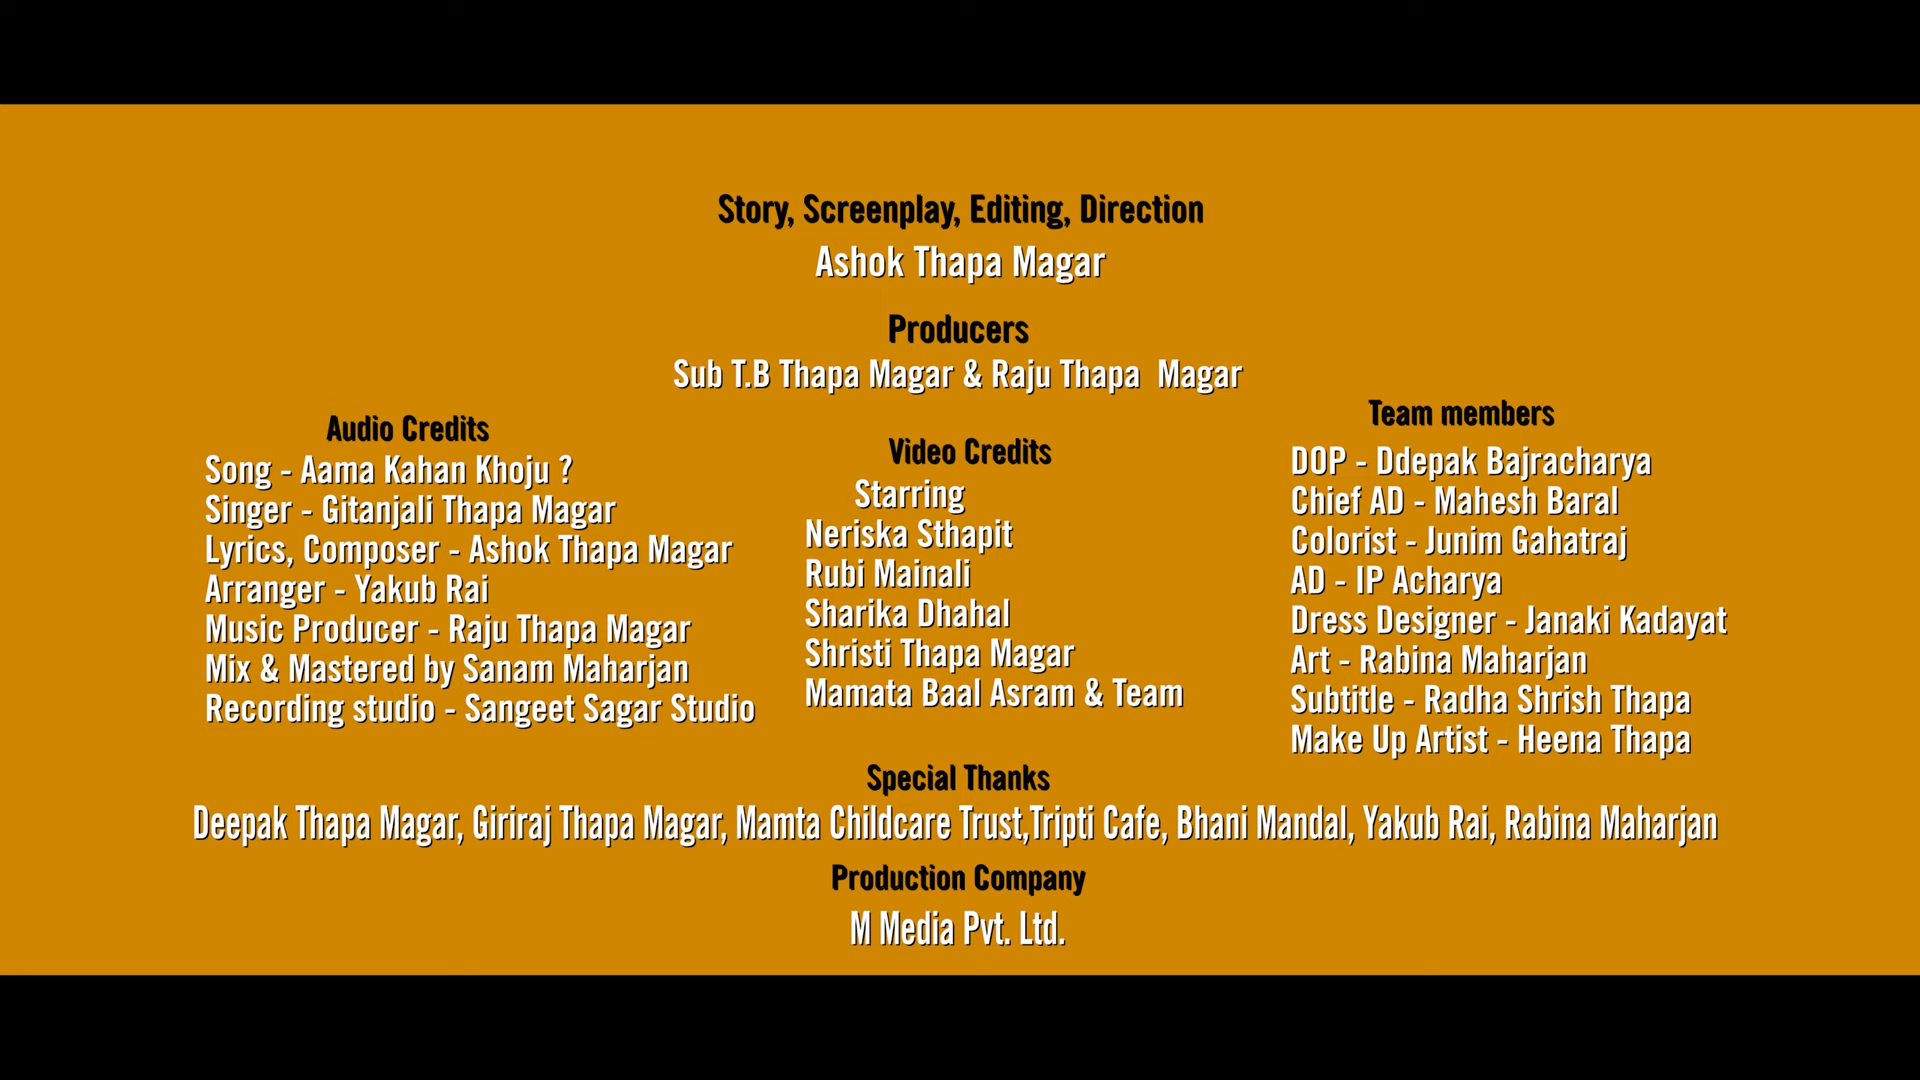 Story, Screenplay, Editing, Direction
Ashok Thapa Magar
Producers
Sub T.B Thapa Magar & Raju Thapa Magar
Audio Credits
Song - Aama Kahan Khoju ?
Singer - Gitanjali Thapa Magar
Lyrics, Composer - Ashok Thapa Magar
Arranger - Yakub Rai
Music Producer - Raju Thapa Magar
Mix & Mastered by Sanam Maharjan
Recording studio - Sangeet Sagar Studio
Video Credits
Starring
Neriska Sthapit
Rubi Mainali
Sharika Dhahal
Shristi Thapa Magar
Mamata Baal Asram & Team
Team members
DOP - Ddepak Bajracharya
Chief AD - Mahesh Baral
Colorist - Junim Gahatraj
AD - IP Acharya
Dress Designer - Janaki Kadayat
Art - Rabina Maharjan
Subtitle - Radha Shrish Thapa
Make Up Artist - Heena Thapa
Special Thanks
Deepak Thapa Magar, Giriraj Thapa Magar, Mamta Childcare Trust,Tripti Cafe, Bhani Mandal, Yakub Rai, Rabina Maharjan
Production Company
M Media Pvt. Ltd.